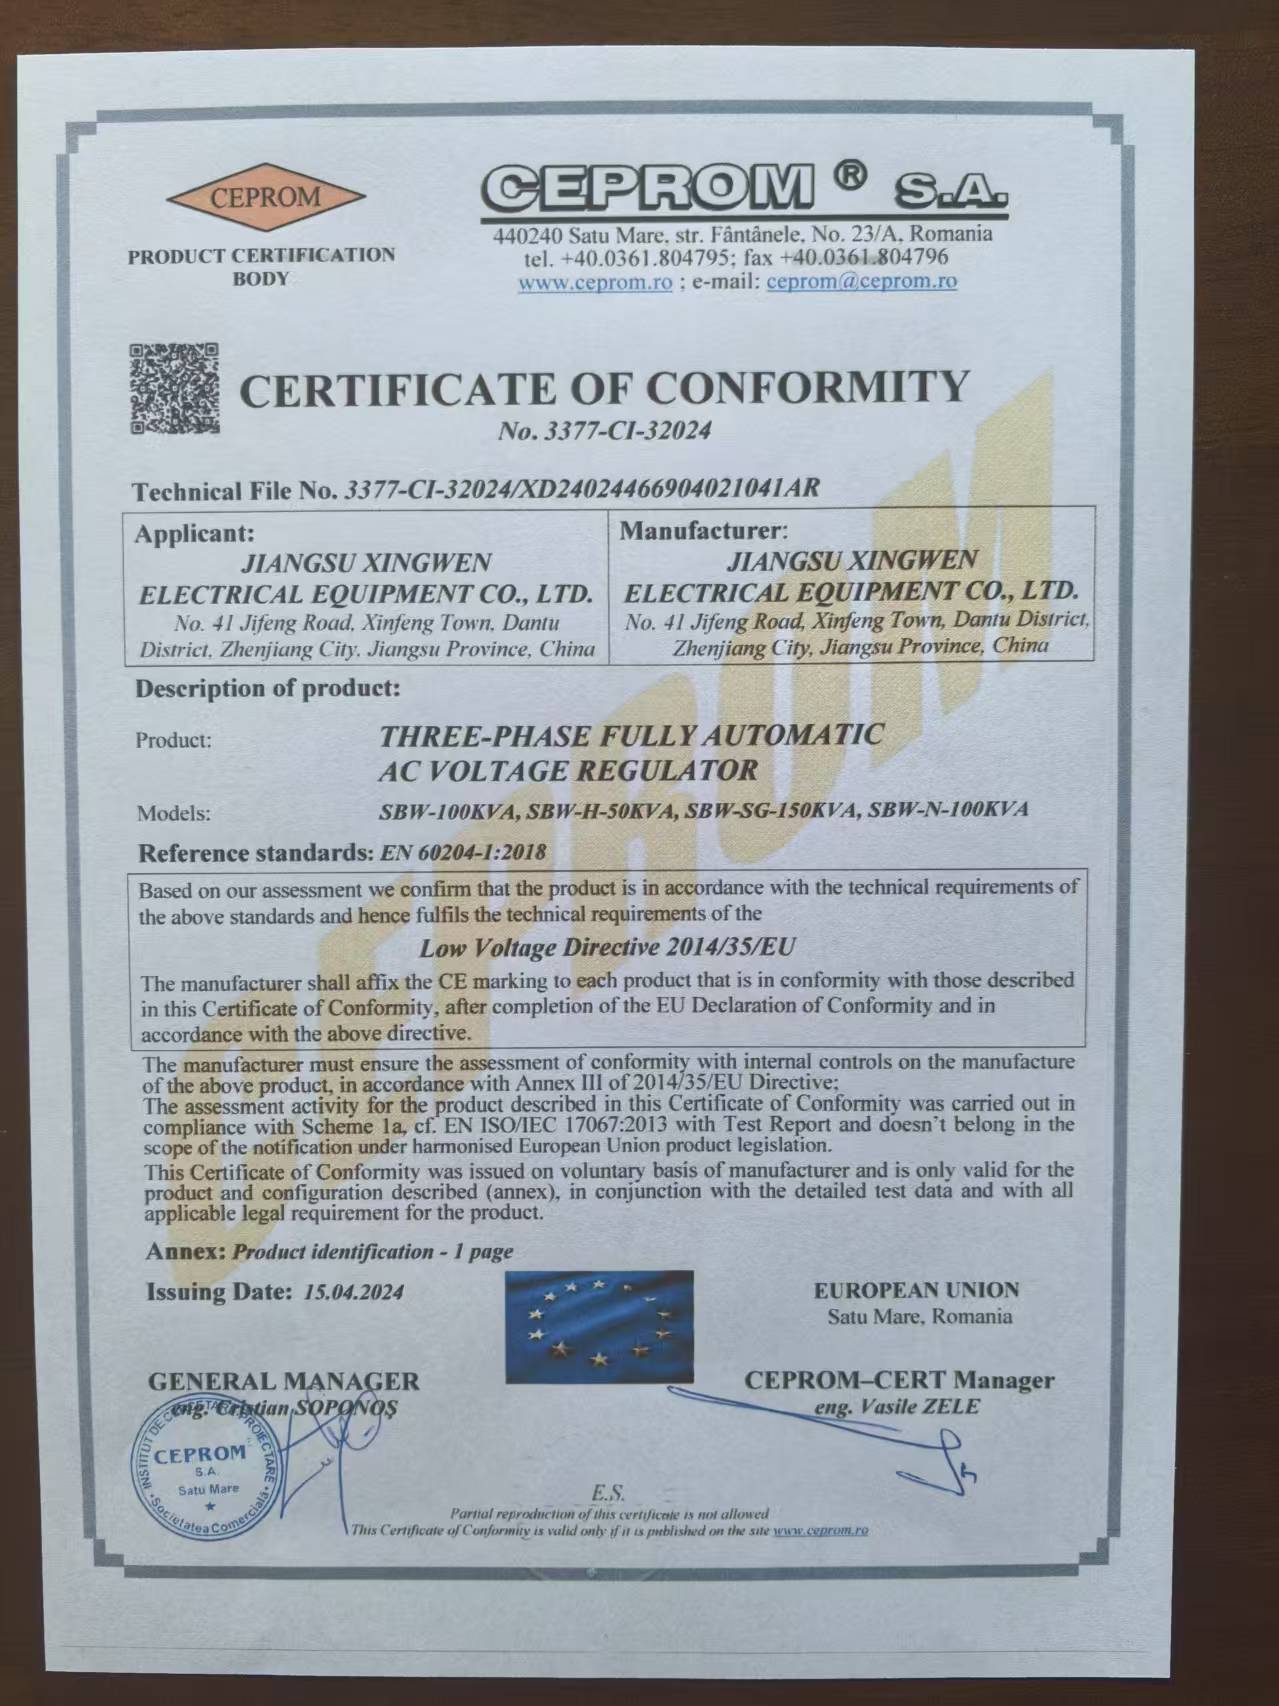 CEPROM
PRODUCT CERTIFICATION
BODY
CEPROM ® S.A.
440240 Satu Mare, str. Fântânele, No. 23/A, Romania
tel. +40.0361.804795; fax +40.0361.804796
www.ceprom.ro ; e-mail: ceprom@ceprom.ro
CERTIFICATE OF CONFORMITY
No. 3377-CI-32024
Technical File No. 3377-CI-32024/XD24024466904021041AR
Applicant:
JIANGSU XINGWEN
ELECTRICAL EQUIPMENT CO., LTD.
No. 41 Jifeng Road, Xinfeng Town, Dantu
District, Zhenjiang City, Jiangsu Province, China
Manufacturer:
JIANGSU XINGWEN
ELECTRICAL EQUIPMENT CO., LTD.
No. 41 Jifeng Road, Xinfeng Town, Dantu District,
Zhenjiang City, Jiangsu Province, China
Description of product:
Product: THREE-PHASE FULLY AUTOMATIC
AC VOLTAGE REGULATOR
Models: SBW-100KVA, SBW-H-50KVA, SBW-SG-150KVA, SBW-N-100KVA
Reference standards: EN 60204-1:2018
Based on our assessment we confirm that the product is in accordance with the technical requirements of
the above standards and hence fulfils the technical requirements of the
Low Voltage Directive 2014/35/EU
The manufacturer shall affix the CE marking to each product that is in conformity with those described
in this Certificate of Conformity, after completion of the EU Declaration of Conformity and in
accordance with the above directive.
The manufacturer must ensure the assessment of conformity with internal controls on the manufacture
of the above product, in accordance with Annex III of 2014/35/EU Directive;
The assessment activity for the product described in this Certificate of Conformity was carried out in
compliance with Scheme 1a, cf. EN ISO/IEC 17067:2013 with Test Report and doesn't belong in the
scope of the notification under harmonised European Union product legislation.
This Certificate of Conformity was issued on voluntary basis of manufacturer and is only valid for the
product and configuration described (annex), in conjunction with the detailed test data and with all
applicable legal requirement for the product.
Annex: Product identification - 1 page
Issuing Date: 15.04.2024
EUROPEAN UNION
Satu Mare, Romania
GENERAL MANAGER
eng. Cristian SOPONOȘ
CEPROM–CERT Manager
eng. Vasile ZELE
CEPROM
S.A.
Satu Mare
Societatea Comercială
E.S.
Partial reproduction of this certificate is not allowed
This Certificate of Conformity is valid only if it is published on the site www.ceprom.ro
CEPROM